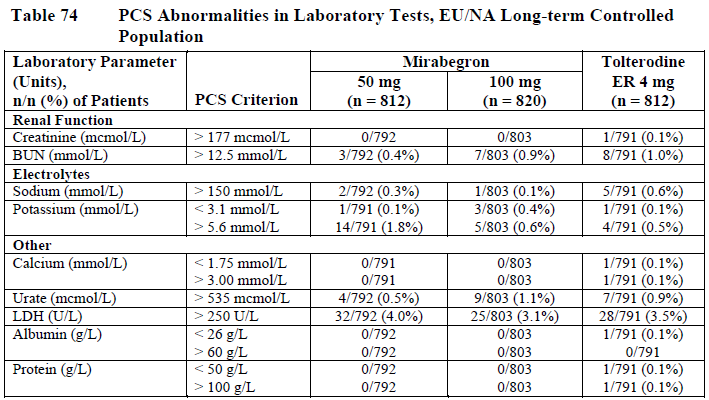 Table 74 PCS Abnormalities in Laboratory Tests, EU/NA Long-term Controlled
Population
Laboratory Parameter Mirabegron Tolterodine
(Units), 50 mg 100 mg ER 4 mg
n/n (%) of Patients PCS Criterion (n = 812) (n = 820) (n = 812)
Renal Function
Creatinine (mcmol/L) > 177 mcmol/L 0/792 0/803 1/791 (0.1%)
BUN (mmol/L) > 12.5 mmol/L 3/792 (0.4%) 7/803 (0.9%) 8/791 (1.0%)
Electrolytes
Sodium (mmol/L) > 150 mmol/L 2/792 (0.3%) 1/803 (0.1%) 5/791 (0.6%)
Potassium (mmol/L) < 3.1 mmol/L 1/791 (0.1%) 3/803 (0.4%) 1/791 (0.1%)
> 5.6 mmol/L 14/791 (1.8%) 5/803 (0.6%) 4/791 (0.5%)
Other
Calcium (mmol/L) < 1.75 mmol/L 0/791 0/803 1/791 (0.1%)
> 3.00 mmol/L 0/791 0/803 1/791 (0.1%)
Urate (mcmol/L) > 535 mcmol/L 4/792 (0.5%) 9/803 (1.1%) 7/791 (0.9%)
LDH (U/L) > 250 U/L 32/792 (4.0%) 25/803 (3.1%) 28/791 (3.5%)
Albumin (g/L) < 26 g/L 0/792 0/803 1/791 (0.1%)
> 60 g/L 0/792 0/803 0/791
Protein (g/L) < 50 g/L 0/792 0/803 1/791 (0.1%)
> 100 g/L 0/792 0/803 1/791 (0.1%)